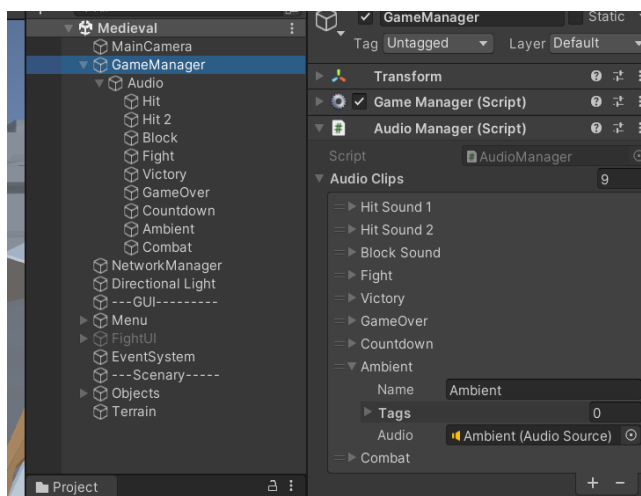 Medieval
MainCamera
GameManager
Audio
Hit
Hit 2
Block
Fight
Victory
GameOver
Countdown
Ambient
Combat
NetworkManager
Directional Light
---GUI---------
Menu
FightUI
EventSystem
---Scenary-----
Objects
Terrain
Project
GameManager
Static
Tag Untagged Layer Default
Transform
Game Manager (Script)
# Audio Manager (Script)
Script AudioManager
Audio Clips 9
Hit Sound 1
Hit Sound 2
Block Sound
Fight
Victory
GameOver
Countdown
Ambient
Name Ambient
Tags 0
Audio Ambient (Audio Source)
Combat
+ -